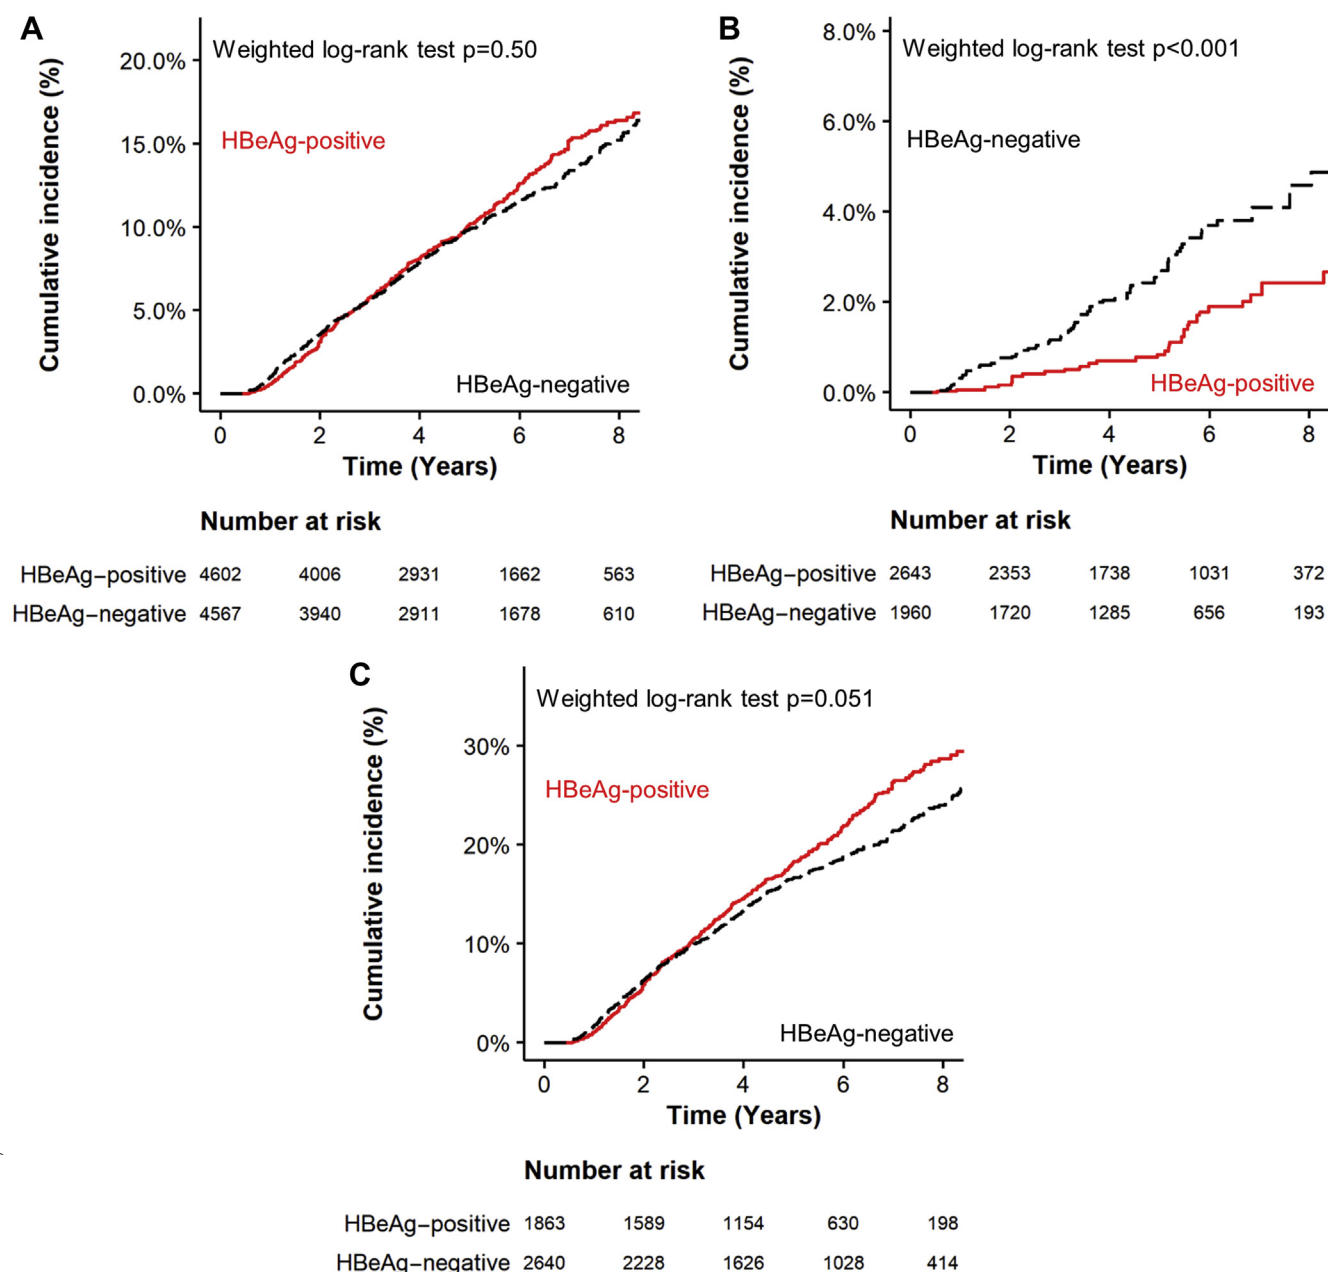 A
Cumulative incidence (%)
20.0%
15.0%
10.0%
5.0%
0.0%
Weighted log-rank test p=0.50
HBeAg-positive
HBeAg-negative
0 2 4 6 8
Time (Years)
Number at risk
HBeAg−positive 4602 4006 2931 1662 563
HBeAg−negative 4567 3940 2911 1678 610
B
Cumulative incidence (%)
8.0%
6.0%
4.0%
2.0%
0.0%
Weighted log-rank test p<0.001
HBeAg-negative
HBeAg-positive
0 2 4 6 8
Time (Years)
Number at risk
HBeAg−positive 2643 2353 1738 1031 372
HBeAg−negative 1960 1720 1285 656 193
C
Cumulative incidence (%)
30%
20%
10%
0%
Weighted log-rank test p=0.051
HBeAg-positive
HBeAg-negative
0 2 4 6 8
Time (Years)
Number at risk
HBeAg−positive 1863 1589 1154 630 198
HBeAg−negative 2640 2228 1626 1028 414